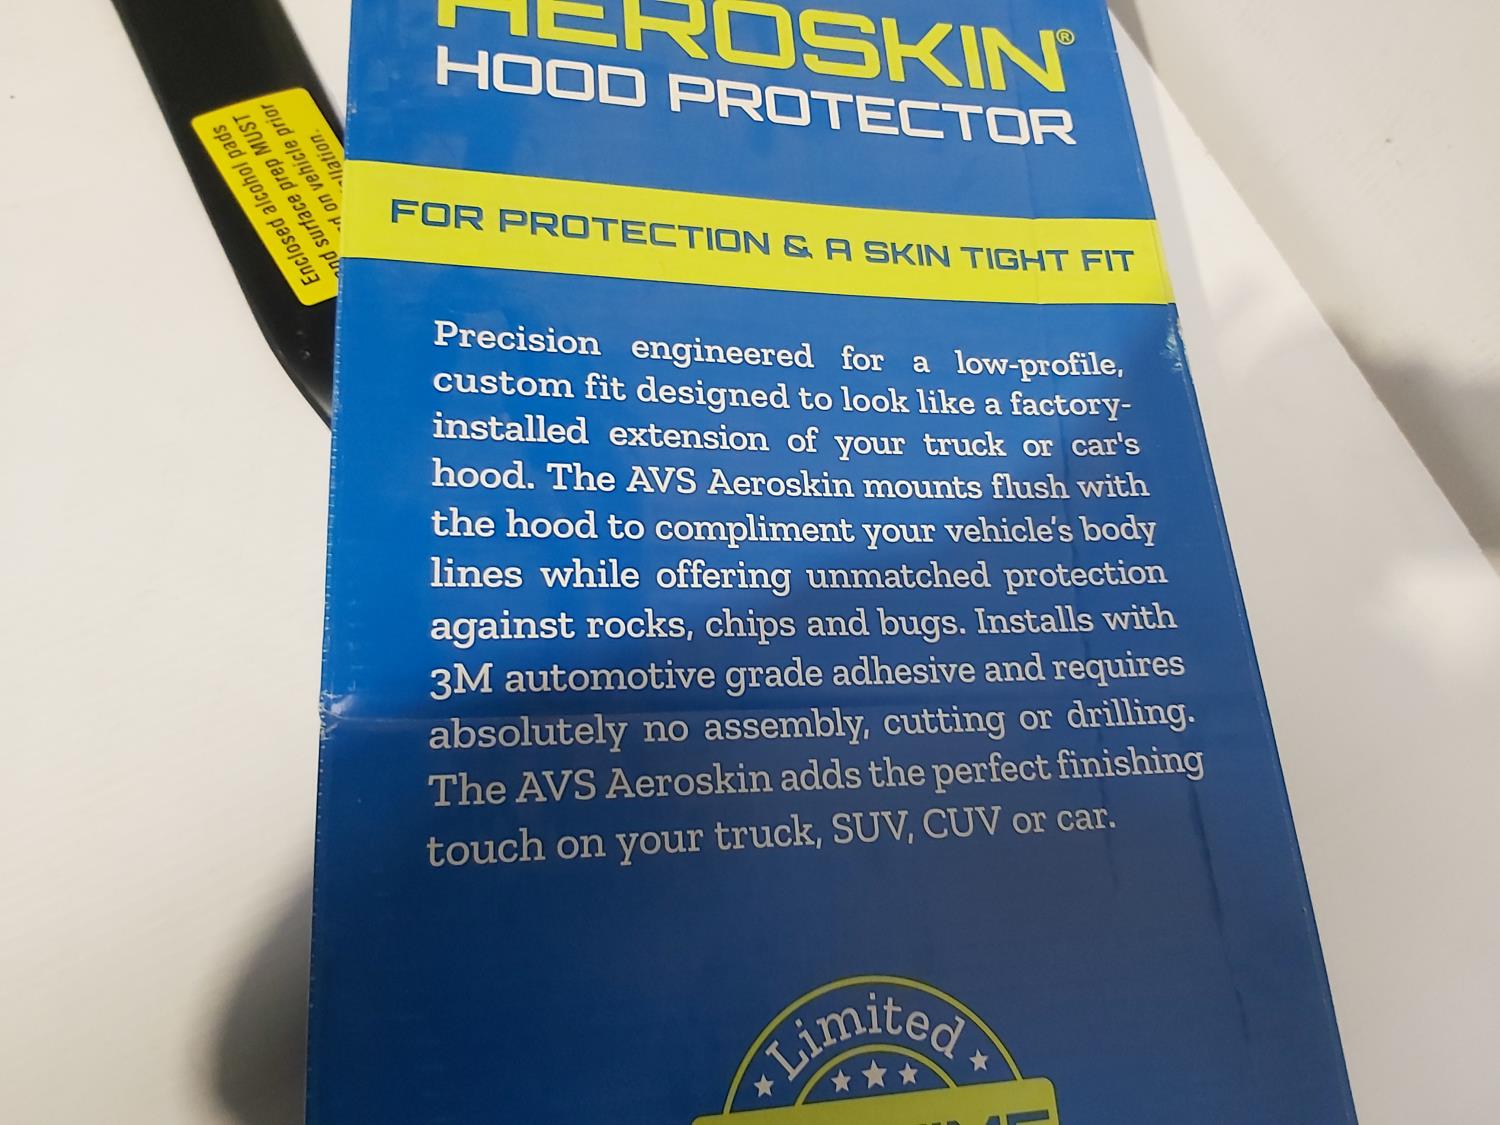 AEROSKIN®
HOOD PROTECTOR
FOR PROTECTION & A SKIN TIGHT FIT
Precision engineered for a low-profile,
custom fit designed to look like a factory-
installed extension of your truck or car's
hood. The AVS Aeroskin mounts flush with
the hood to compliment your vehicle's body
lines while offering unmatched protection
against rocks, chips and bugs. Installs with
3M automotive grade adhesive and requires
absolutely no assembly, cutting or drilling.
The AVS Aeroskin adds the perfect finishing
touch on your truck, SUV, CUV or car.
Limited
Enclosed alcohol pads
and surface prep MUST
on vehicle prior